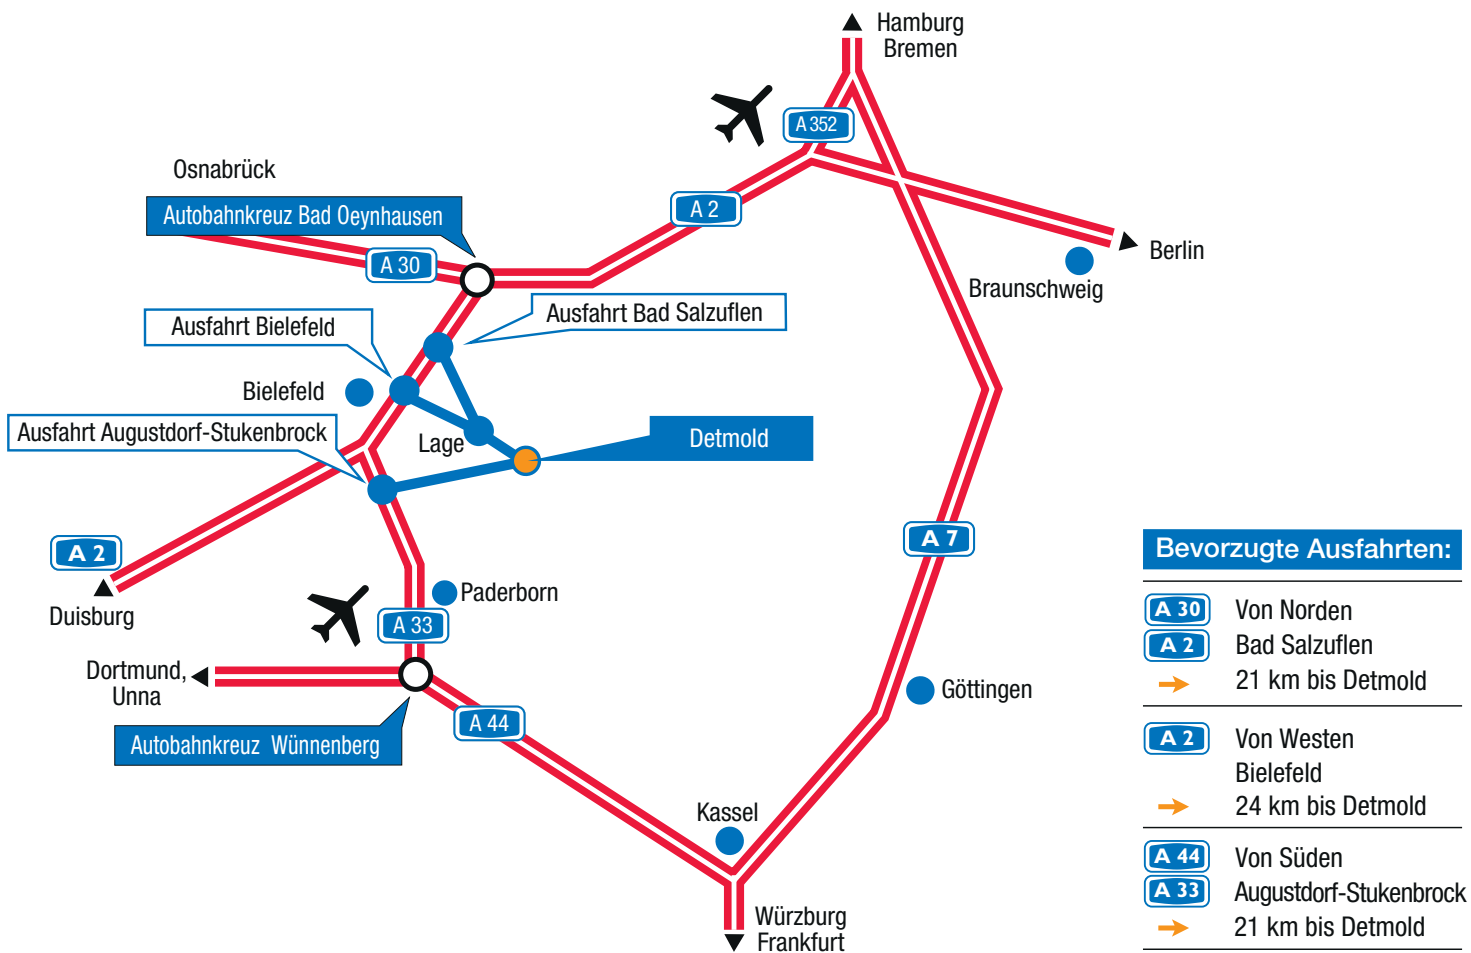 Hamburg
Bremen
A 352
Osnabrück
Autobahnkreuz Bad Oeynhausen
A 2
A 30
Berlin
Braunschweig
Ausfahrt Bad Salzuflen
Ausfahrt Bielefeld
Bielefeld
Ausfahrt Augustdorf-Stukenbrock
Lage
Detmold
A 2
Duisburg
A 7
Paderborn
A 33
Dortmund,
Unna
A 44
Autobahnkreuz Wünnenberg
Göttingen
Kassel
Würzburg
Frankfurt
Bevorzugte Ausfahrten:
A 30 Von Norden
A 2 Bad Salzuflen
21 km bis Detmold
A 2 Von Westen
Bielefeld
24 km bis Detmold
A 44 Von Süden
A 33 Augustdorf-Stukenbrock
21 km bis Detmold